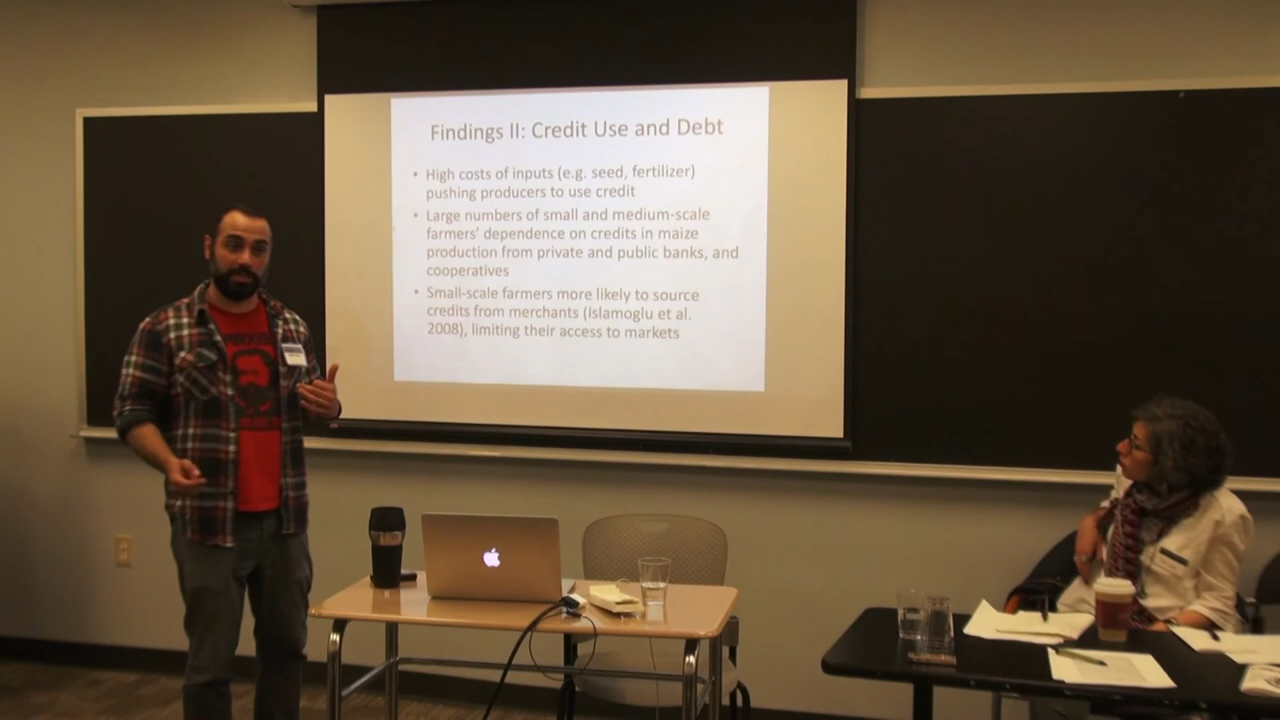 Findings II: Credit Use and Debt
• High costs of inputs (e.g. seed, fertilizer)
pushing producers to use credit
• Large numbers of small and medium-scale
farmers' dependence on credits in maize
production from private and public banks, and
cooperatives
• Small-scale farmers more likely to source
credits from merchants (Islamoglu et al.
2008), limiting their access to markets